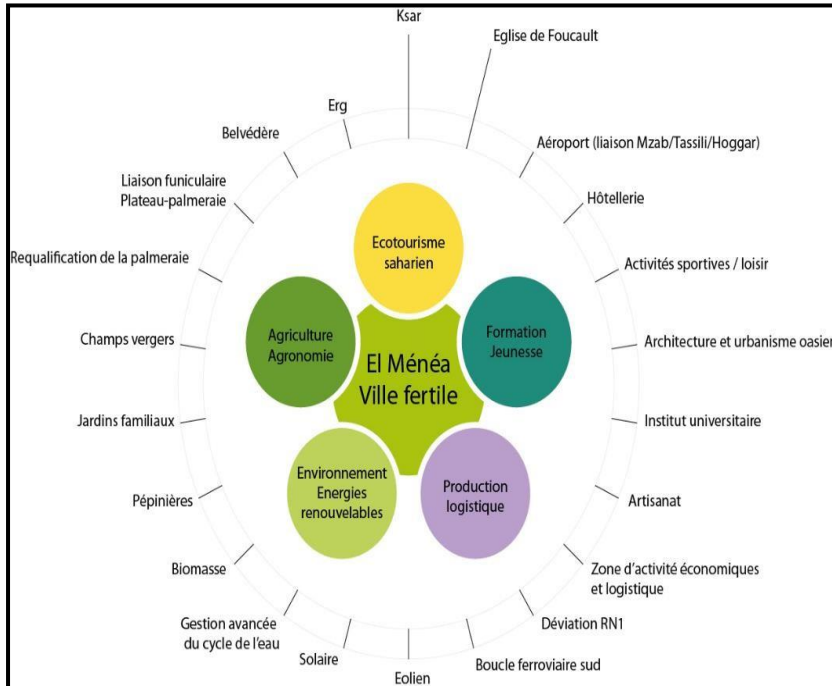 Ksar
Eglise de Foucault
Aéroport (liaison Mzab/Tassili/Hoggar)
Hôtellerie
Activités sportives / loisir
Architecture et urbanisme oasien
Institut universitaire
Artisanat
Zone d'activité économiques
et logistique
Déviation RN1
Boucle ferroviaire sud
Eolien
Solaire
Gestion avancée
du cycle de l'eau
Biomasse
Pépinières
Jardins familiaux
Champs vergers
Requalification de la palmeraie
Liaison funiculaire
Plateau-palmeraie
Belvédère
Erg
Ecotourisme
saharien
Formation
Jeunesse
Production
logistique
Environnement
Energies
renouvelables
Agriculture
Agronomie
El Ménéa
Ville fertile